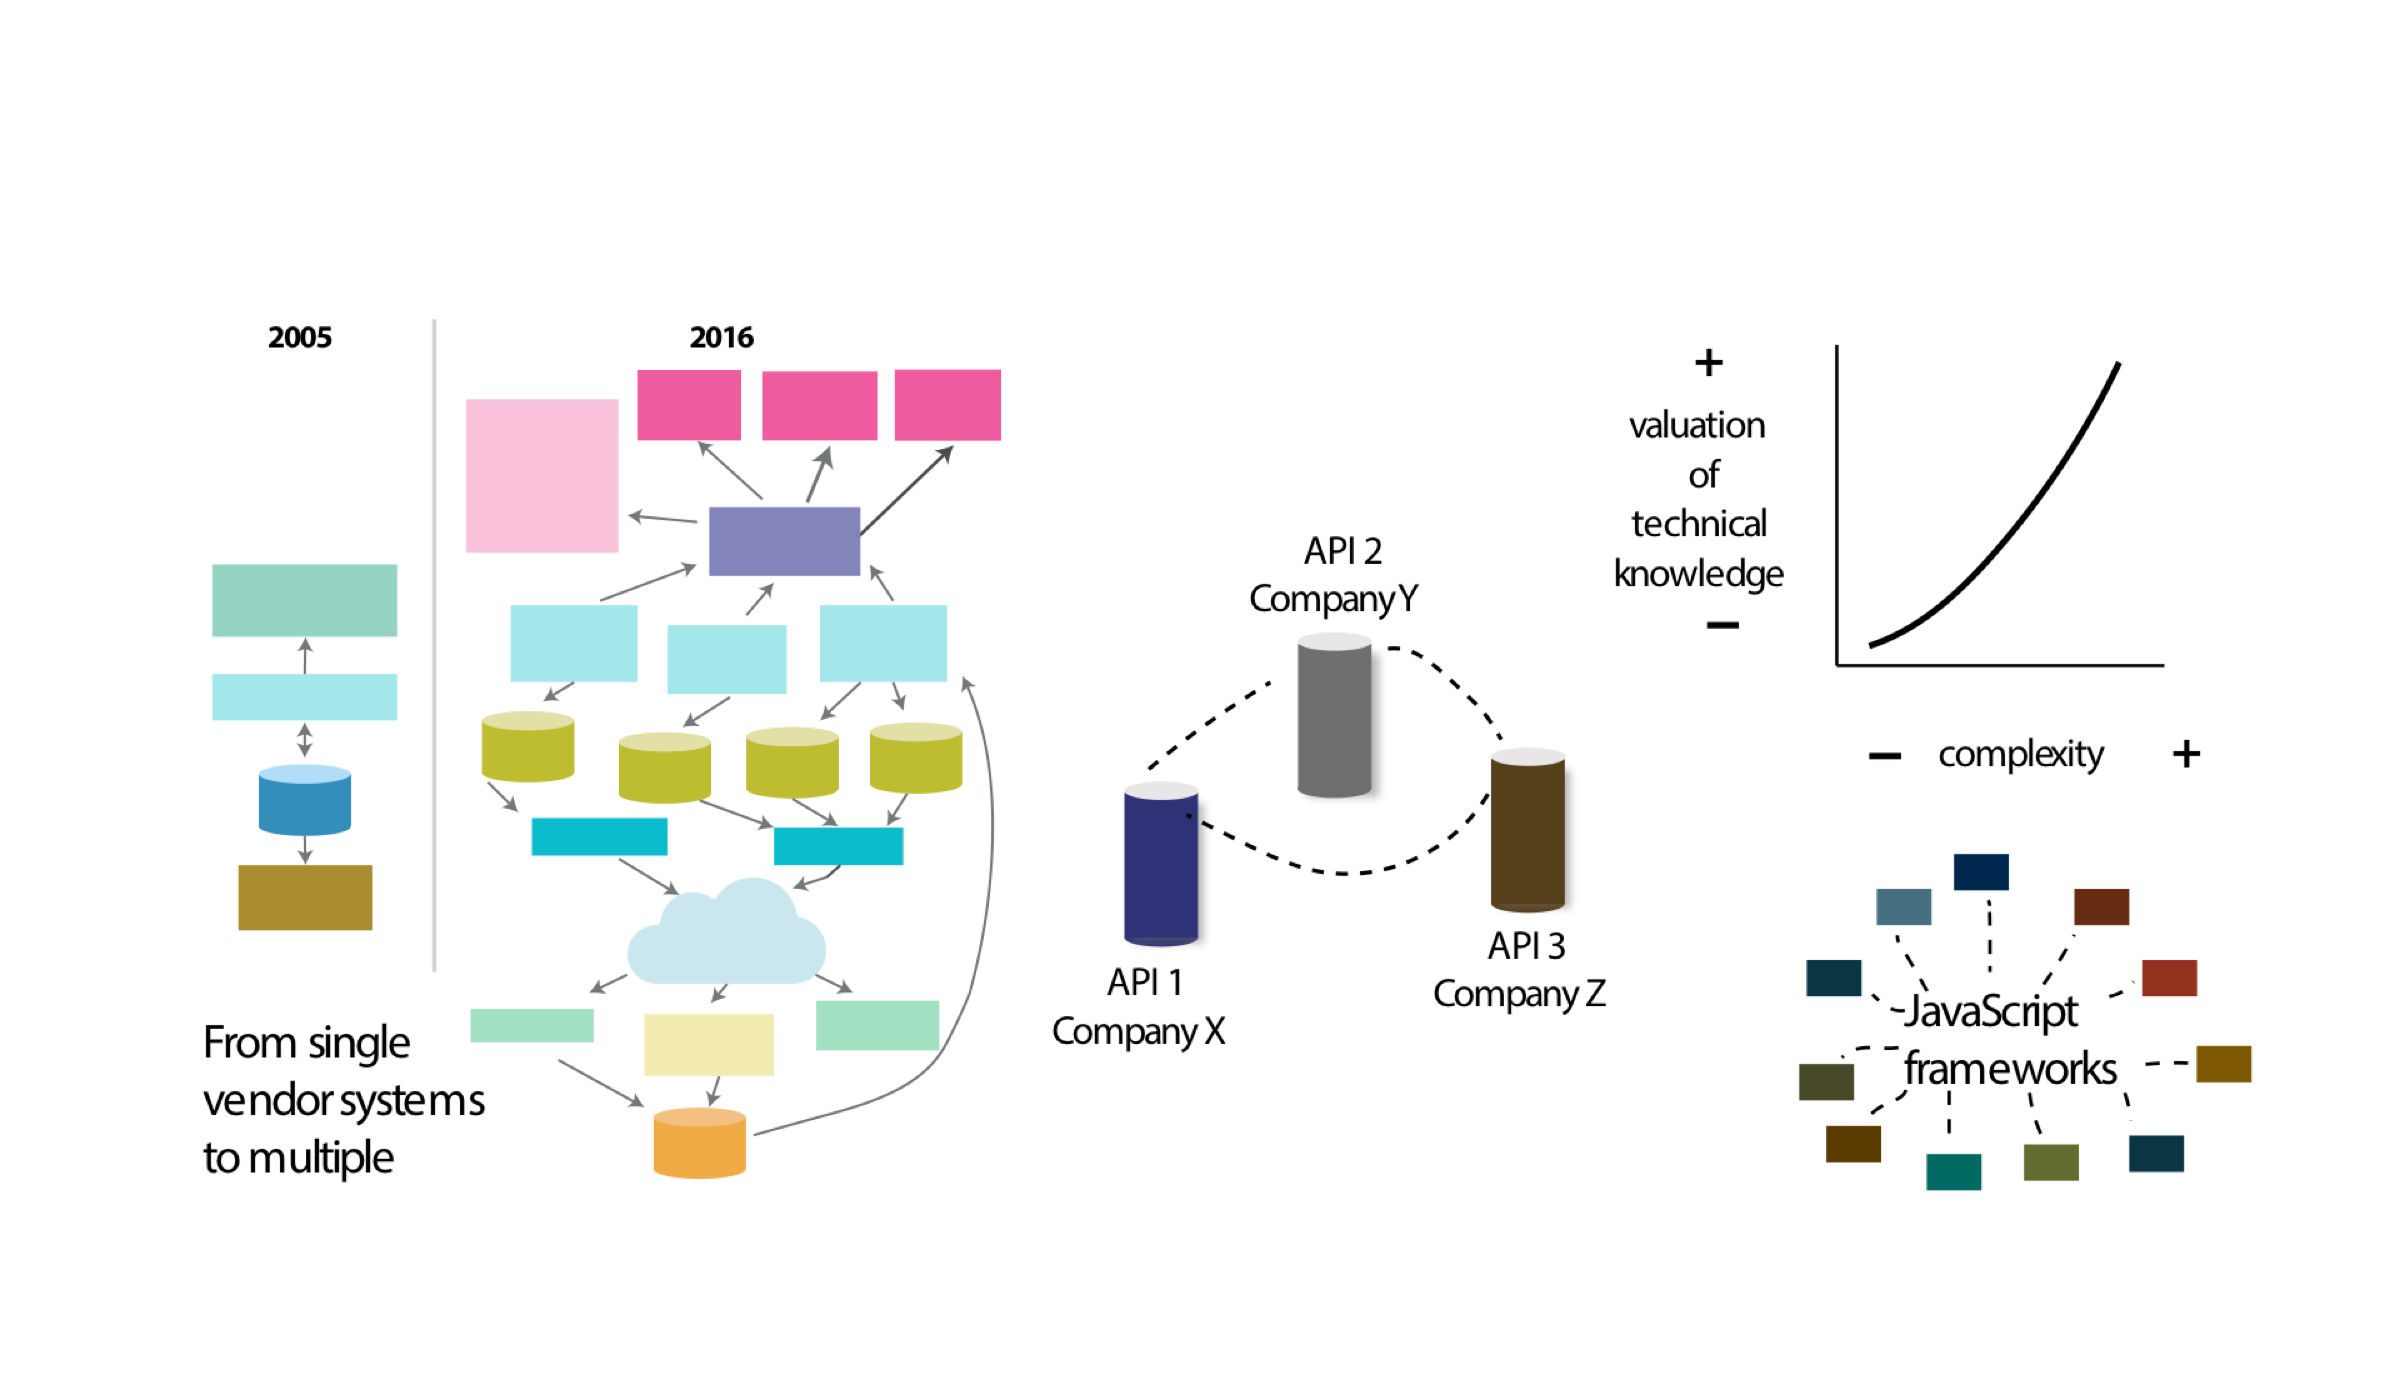 2005
2016
From single
vendor systems
to multiple
API 2
Company Y
API 1
Company X
API 3
Company Z
+
valuation
of
technical
knowledge
−
− complexity +
JavaScript
frameworks